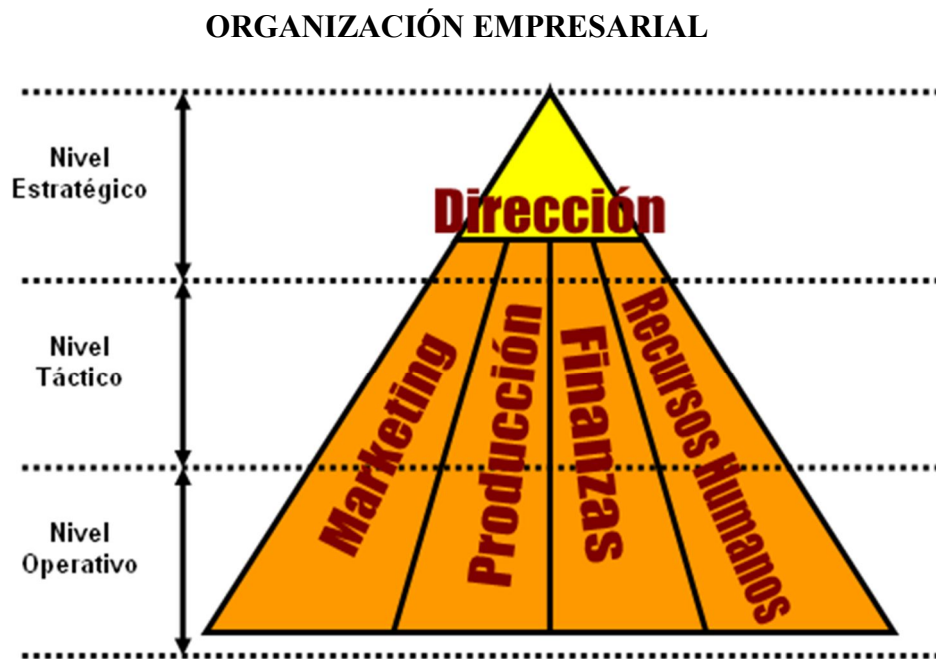 ORGANIZACIÓN EMPRESARIAL
Nivel
Estratégico
Dirección
Nivel
Táctico
Nivel
Operativo
Marketing
Producción
Finanzas
Recursos Humanos